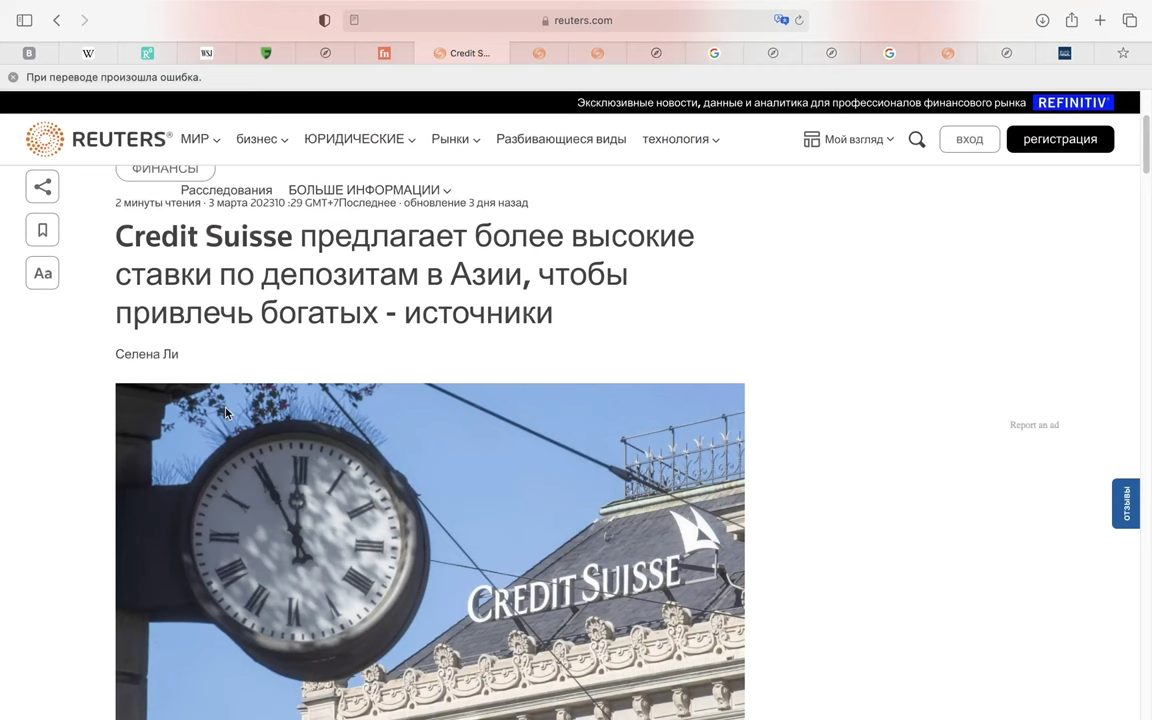 reuters.com
B
W
R
WSJ
fn
Credit S...
G
G
При переводе произошла ошибка.
Эксклюзивные новости, данные и аналитика для профессионалов финансового рынка REFINITIV
REUTERS® МИР бизнес ЮРИДИЧЕСКИЕ Рынки Разбивающиеся виды технология Мой взгляд вход регистрация
ФИНАНСЫ
Расследования БОЛЬШЕ ИНФОРМАЦИИ
2 минуты чтения · 3 марта 202310 :29 GMT+7Последнее · обновление 3 дня назад
Aa
Credit Suisse предлагает более высокие
ставки по депозитам в Азии, чтобы
привлечь богатых - источники
Селена Ли
Report an ad
отзывы
CREDIT SUISSE